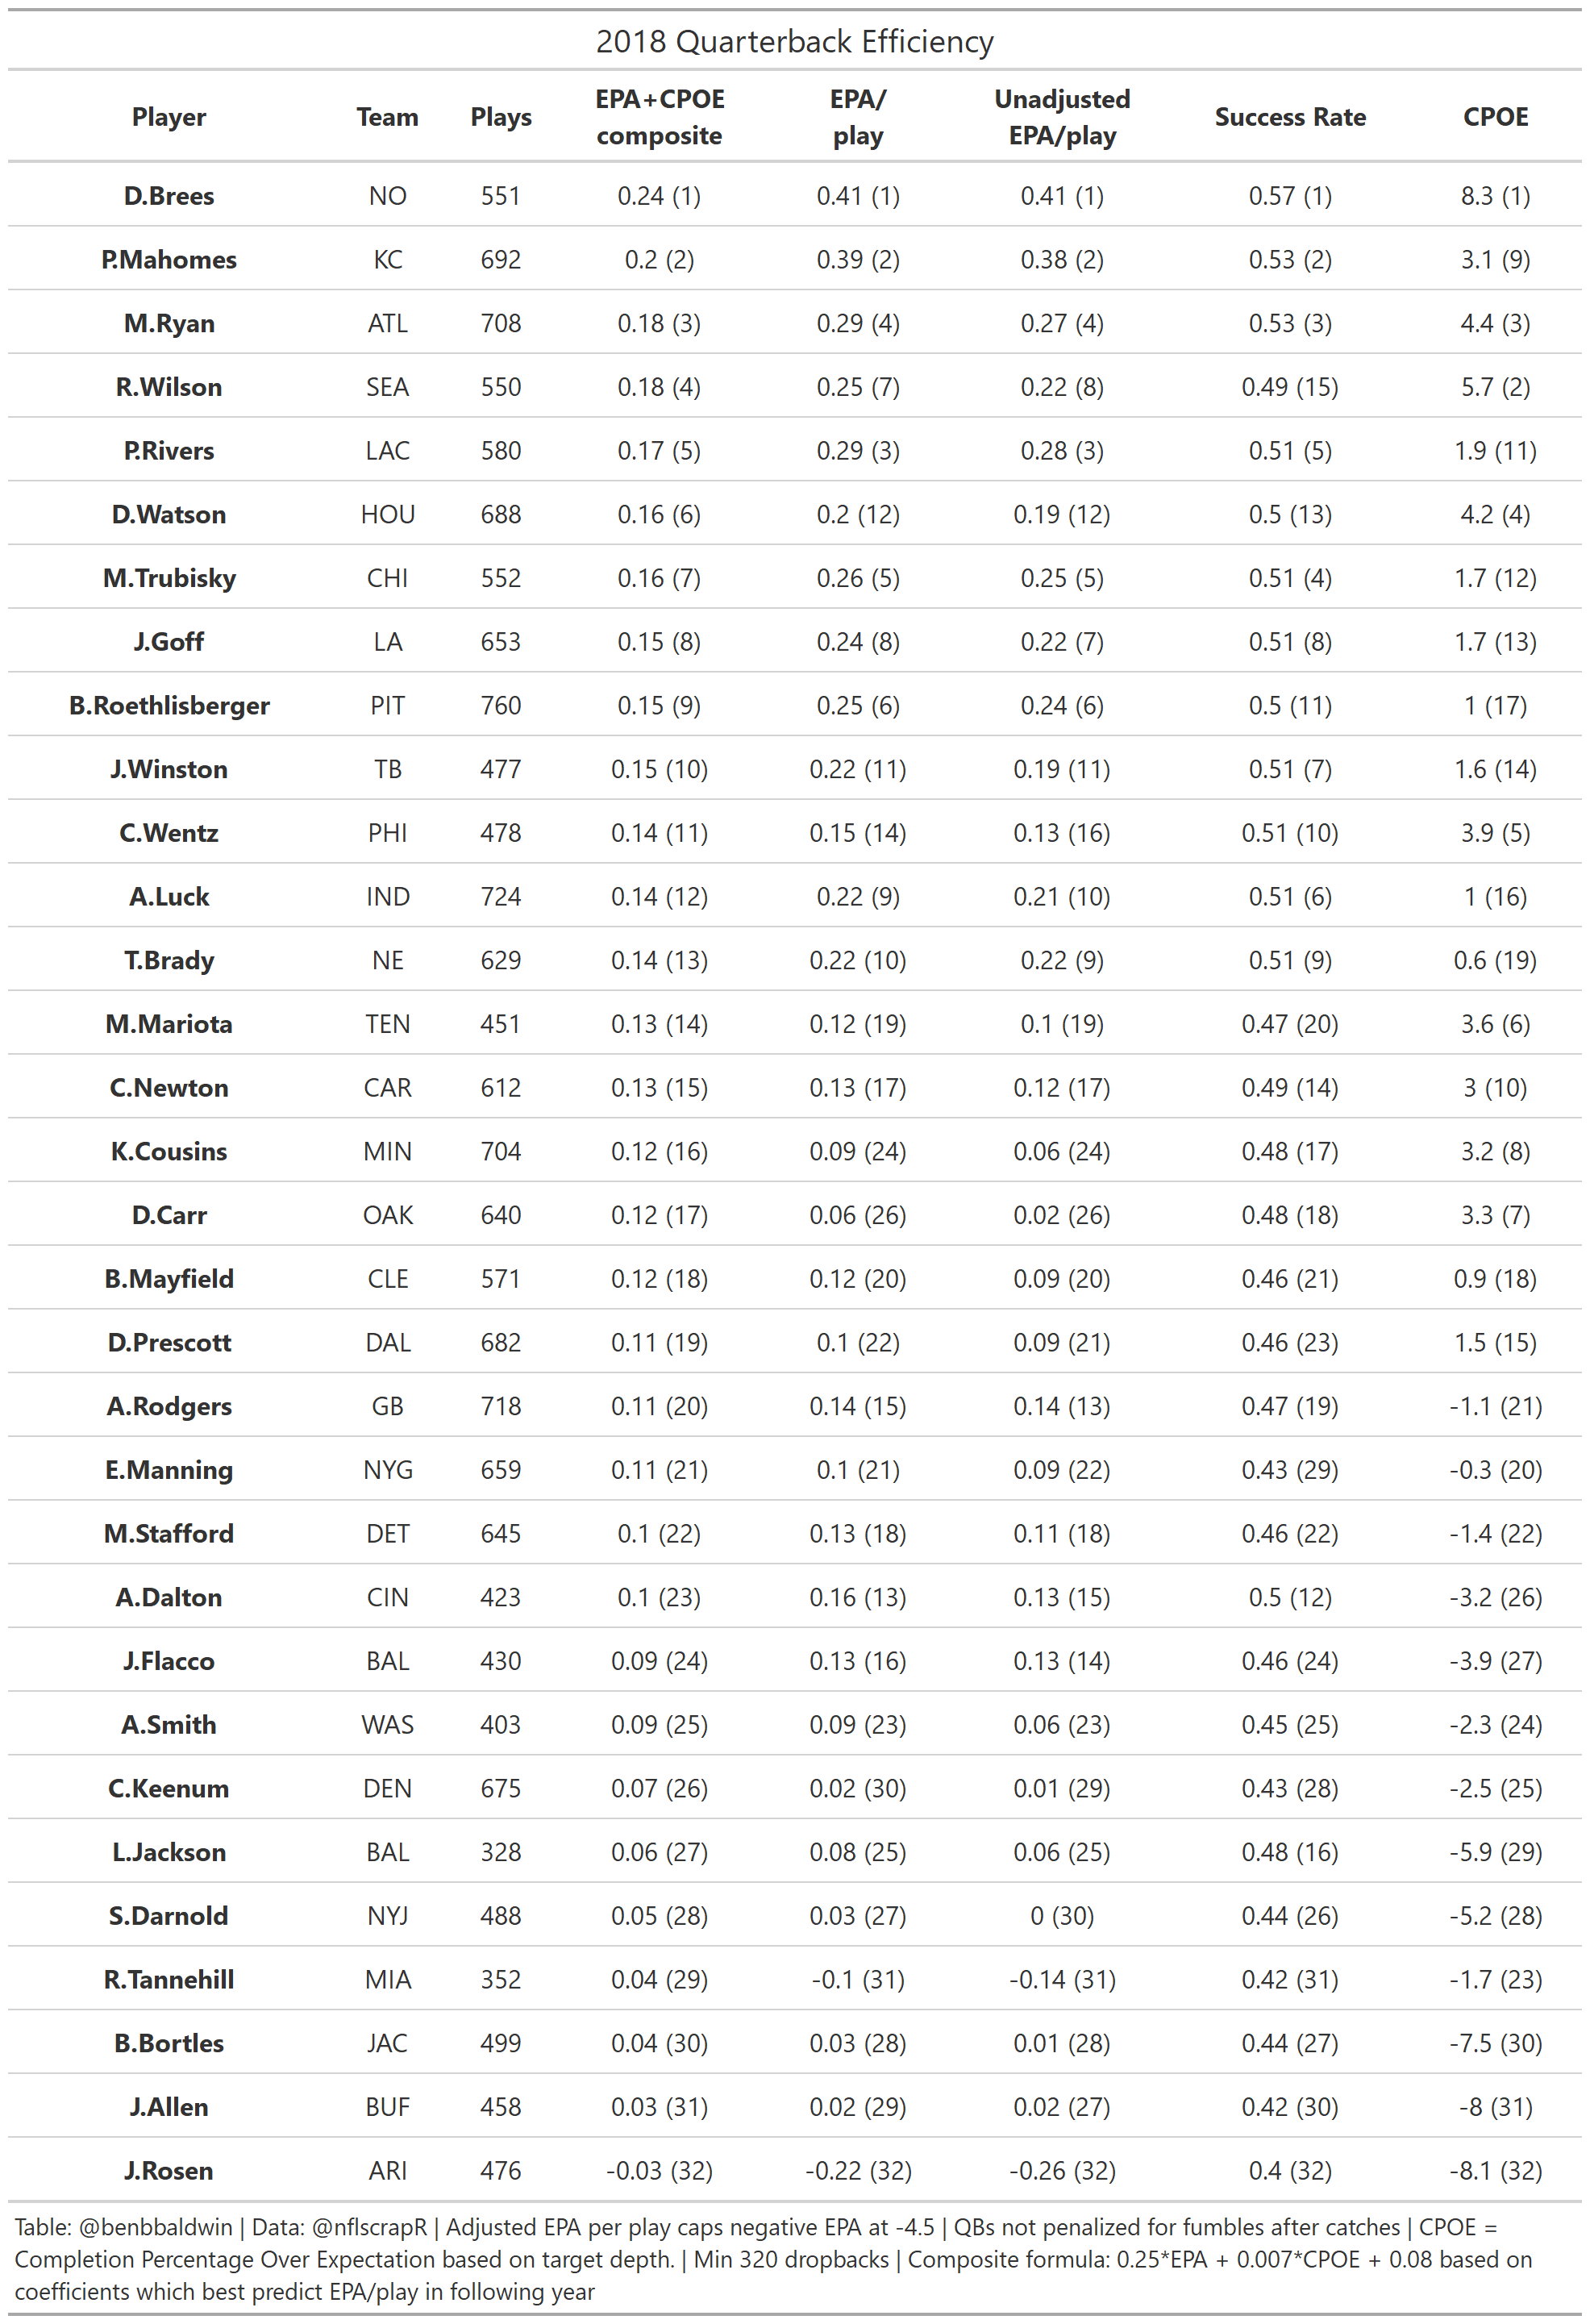 2018 Quarterback Efficiency
Player Team Plays EPA+CPOE composite EPA/ play Unadjusted EPA/play Success Rate CPOE
D.Brees NO 551 0.24 (1) 0.41 (1) 0.41 (1) 0.57 (1) 8.3 (1)
P.Mahomes KC 692 0.2 (2) 0.39 (2) 0.38 (2) 0.53 (2) 3.1 (9)
M.Ryan ATL 708 0.18 (3) 0.29 (4) 0.27 (4) 0.53 (3) 4.4 (3)
R.Wilson SEA 550 0.18 (4) 0.25 (7) 0.22 (8) 0.49 (15) 5.7 (2)
P.Rivers LAC 580 0.17 (5) 0.29 (3) 0.28 (3) 0.51 (5) 1.9 (11)
D.Watson HOU 688 0.16 (6) 0.2 (12) 0.19 (12) 0.5 (13) 4.2 (4)
M.Trubisky CHI 552 0.16 (7) 0.26 (5) 0.25 (5) 0.51 (4) 1.7 (12)
J.Goff LA 653 0.15 (8) 0.24 (8) 0.22 (7) 0.51 (8) 1.7 (13)
B.Roethlisberger PIT 760 0.15 (9) 0.25 (6) 0.24 (6) 0.5 (11) 1 (17)
J.Winston TB 477 0.15 (10) 0.22 (11) 0.19 (11) 0.51 (7) 1.6 (14)
C.Wentz PHI 478 0.14 (11) 0.15 (14) 0.13 (16) 0.51 (10) 3.9 (5)
A.Luck IND 724 0.14 (12) 0.22 (9) 0.21 (10) 0.51 (6) 1 (16)
T.Brady NE 629 0.14 (13) 0.22 (10) 0.22 (9) 0.51 (9) 0.6 (19)
M.Mariota TEN 451 0.13 (14) 0.12 (19) 0.1 (19) 0.47 (20) 3.6 (6)
C.Newton CAR 612 0.13 (15) 0.13 (17) 0.12 (17) 0.49 (14) 3 (10)
K.Cousins MIN 704 0.12 (16) 0.09 (24) 0.06 (24) 0.48 (17) 3.2 (8)
D.Carr OAK 640 0.12 (17) 0.06 (26) 0.02 (26) 0.48 (18) 3.3 (7)
B.Mayfield CLE 571 0.12 (18) 0.12 (20) 0.09 (20) 0.46 (21) 0.9 (18)
D.Prescott DAL 682 0.11 (19) 0.1 (22) 0.09 (21) 0.46 (23) 1.5 (15)
A.Rodgers GB 718 0.11 (20) 0.14 (15) 0.14 (13) 0.47 (19) -1.1 (21)
E.Manning NYG 659 0.11 (21) 0.1 (21) 0.09 (22) 0.43 (29) -0.3 (20)
M.Stafford DET 645 0.1 (22) 0.13 (18) 0.11 (18) 0.46 (22) -1.4 (22)
A.Dalton CIN 423 0.1 (23) 0.16 (13) 0.13 (15) 0.5 (12) -3.2 (26)
J.Flacco BAL 430 0.09 (24) 0.13 (16) 0.13 (14) 0.46 (24) -3.9 (27)
A.Smith WAS 403 0.09 (25) 0.09 (23) 0.06 (23) 0.45 (25) -2.3 (24)
C.Keenum DEN 675 0.07 (26) 0.02 (30) 0.01 (29) 0.43 (28) -2.5 (25)
L.Jackson BAL 328 0.06 (27) 0.08 (25) 0.06 (25) 0.48 (16) -5.9 (29)
S.Darnold NYJ 488 0.05 (28) 0.03 (27) 0 (30) 0.44 (26) -5.2 (28)
R.Tannehill MIA 352 0.04 (29) -0.1 (31) -0.14 (31) 0.42 (31) -1.7 (23)
B.Bortles JAC 499 0.04 (30) 0.03 (28) 0.01 (28) 0.44 (27) -7.5 (30)
J.Allen BUF 458 0.03 (31) 0.02 (29) 0.02 (27) 0.42 (30) -8 (31)
J.Rosen ARI 476 -0.03 (32) -0.22 (32) -0.26 (32) 0.4 (32) -8.1 (32)
Table: @benbbaldwin | Data: @nflscrapR | Adjusted EPA per play caps negative EPA at -4.5 | QBs not penalized for fumbles after catches | CPOE =
Completion Percentage Over Expectation based on target depth. | Min 320 dropbacks | Composite formula: 0.25*EPA + 0.007*CPOE + 0.08 based on
coefficients which best predict EPA/play in following year